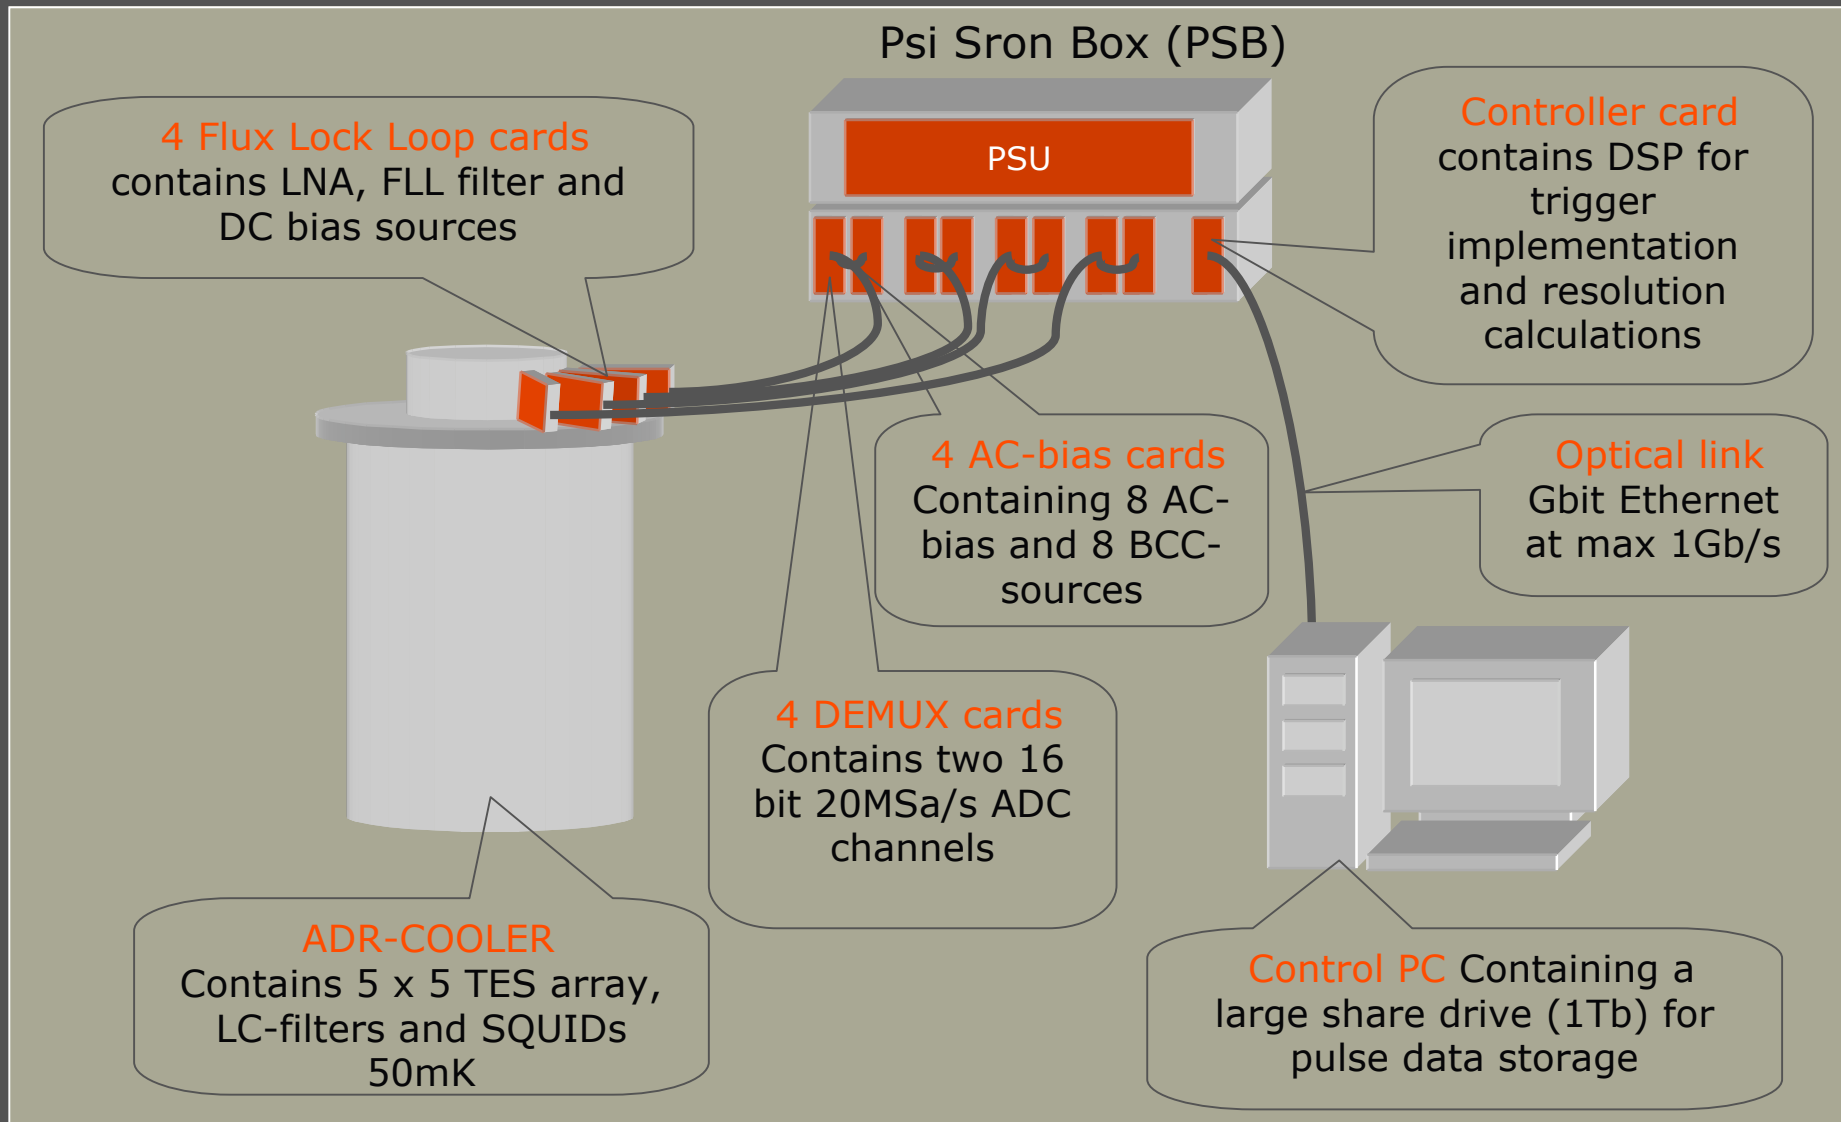 Psi Sron Box (PSB)
4 Flux Lock Loop cards
contains LNA, FLL filter and
DC bias sources
PSU
Controller card
contains DSP for
trigger
implementation
and resolution
calculations
4 AC-bias cards
Containing 8 AC-
bias and 8 BCC-
sources
Optical link
Gbit Ethernet
at max 1Gb/s
4 DEMUX cards
Contains two 16
bit 20MSa/s ADC
channels
ADR-COOLER
Contains 5 x 5 TES array,
LC-filters and SQUIDs
50mK
Control PC Containing a
large share drive (1Tb) for
pulse data storage